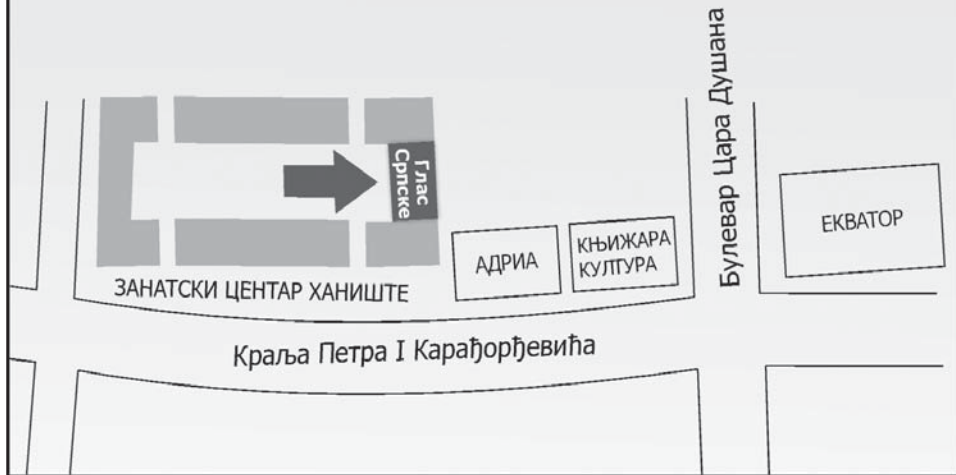 Булевар Цара Душана
Глас
Српске
ЕКВАТОР
АДРИА
КЊИЖАРА
КУЛТУРА
ЗАНАТСКИ ЦЕНТАР ХАНИШТЕ
Краља Петра I Карађорђевића